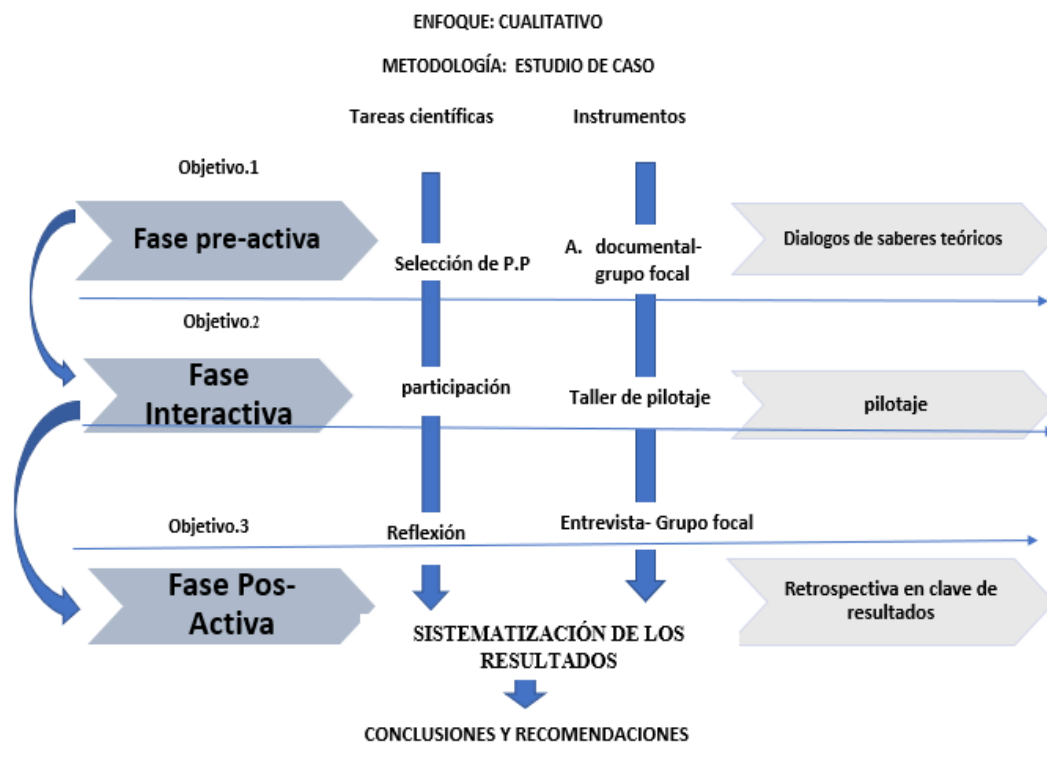 ENFOQUE: CUALITATIVO
METODOLOGÍA: ESTUDIO DE CASO
Tareas científicas
Instrumentos
Objetivo.1
Fase pre-activa
Selección de P.P
A. documental-
grupo focal
Dialogos de saberes teóricos
Objetivo.2
Fase
Interactiva
participación
Taller de pilotaje
pilotaje
Objetivo.3
Reflexión
Entrevista- Grupo focal
Fase Pos-
Activa
Retrospectiva en clave de
resultados
SISTEMATIZACIÓN DE LOS
RESULTADOS
CONCLUSIONES Y RECOMENDACIONES